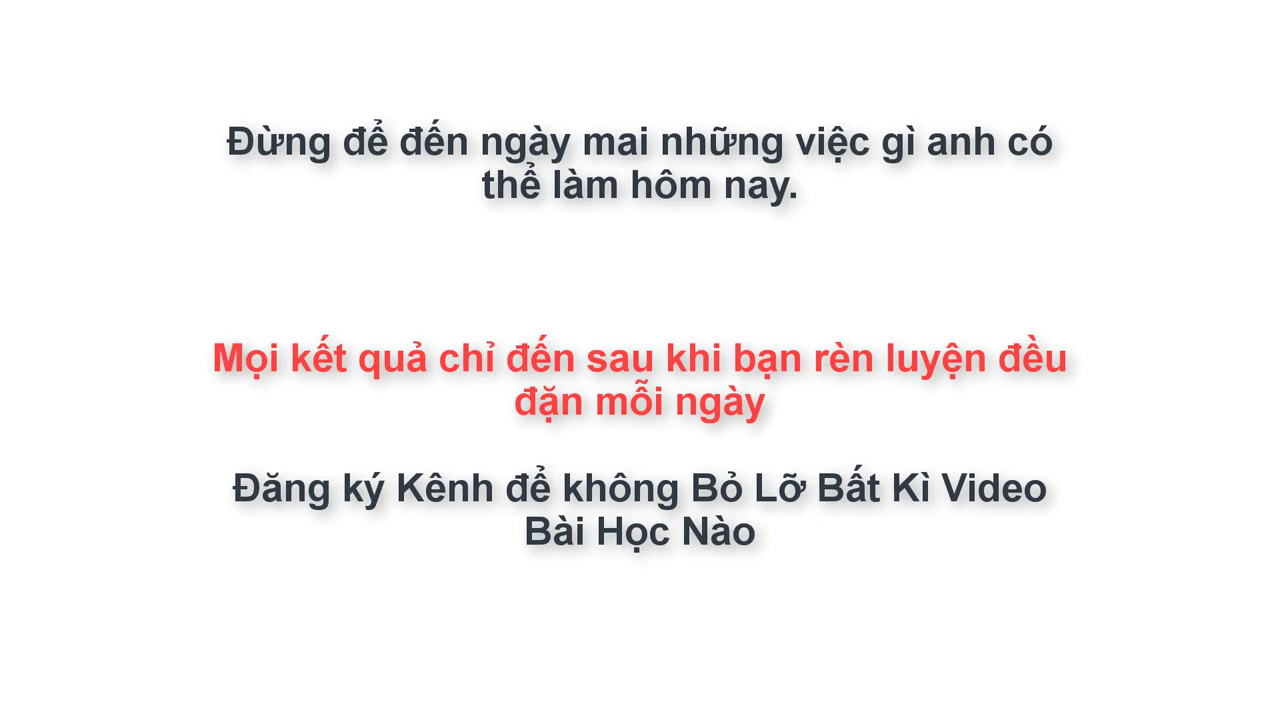 Đừng để đến ngày mai những việc gì anh có
thể làm hôm nay.
Mọi kết quả chỉ đến sau khi bạn rèn luyện đều
đặn mỗi ngày
Đăng ký Kênh để không Bỏ Lỡ Bất Kì Video
Bài Học Nào